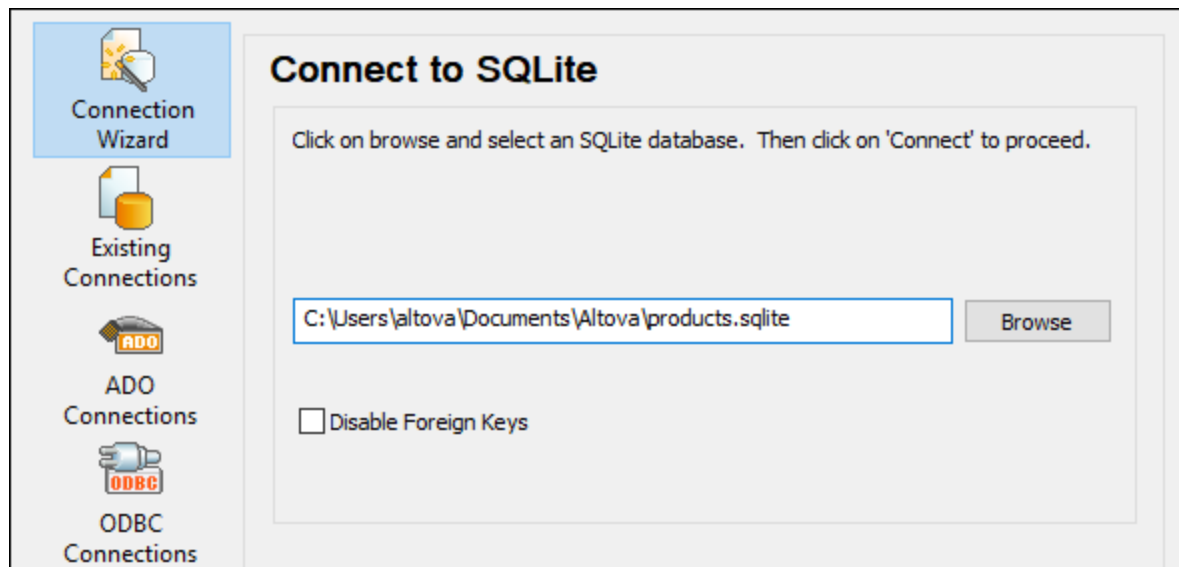 Connection
Wizard
Existing
Connections
ADO
ADO
Connections
ODBC
ODBC
Connections
Connect to SQLite
Click on browse and select an SQLite database.  Then click on 'Connect' to proceed.
C:\Users\altova\Documents\Altova\products.sqlite
Browse
Disable Foreign Keys